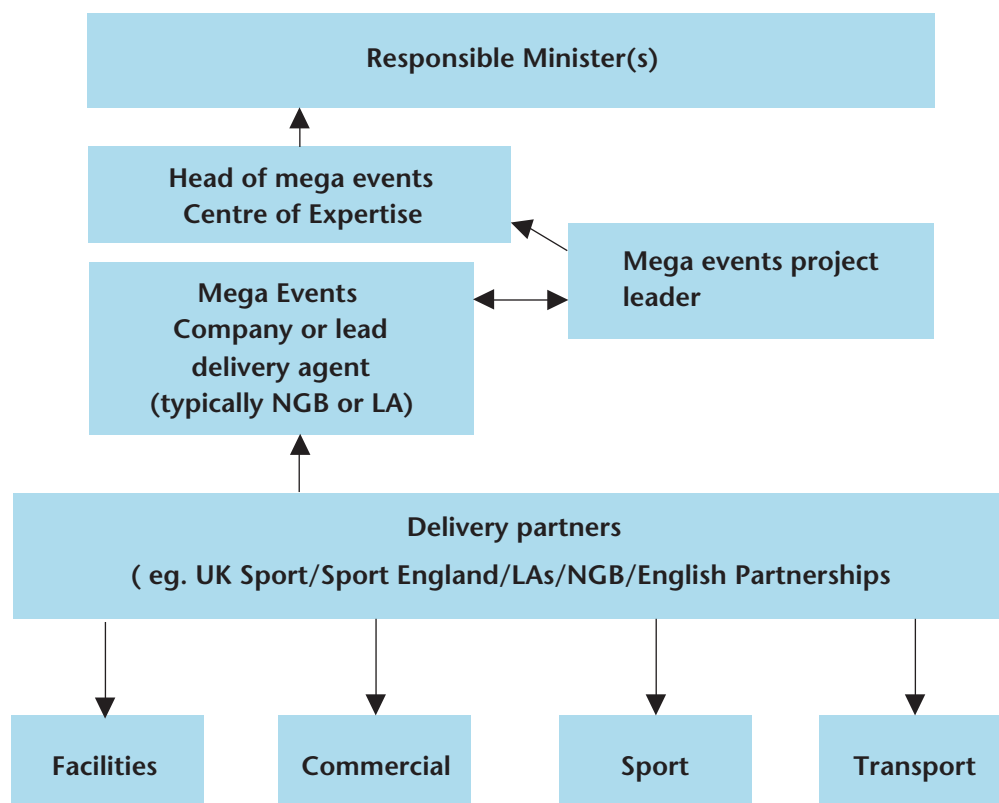 Responsible Minister(s)
Head of mega events
Centre of Expertise
Mega events project
leader
Mega Events
Company or lead
delivery agent
(typically NGB or LA)
Delivery partners
( eg. UK Sport/Sport England/LAs/NGB/English Partnerships
Facilities
Commercial
Sport
Transport